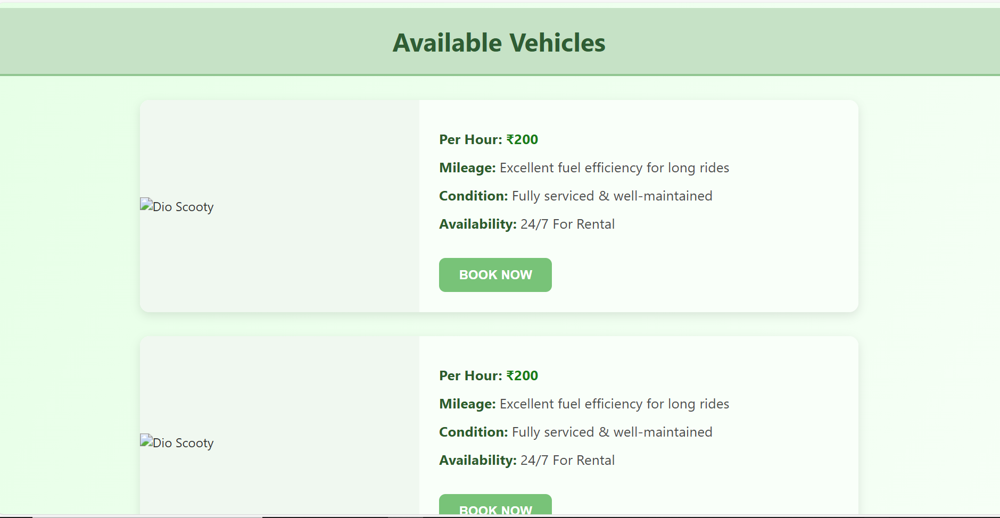 Available Vehicles
Per Hour: ₹200
Mileage: Excellent fuel efficiency for long rides
Condition: Fully serviced & well-maintained
Dio Scooty
Availability: 24/7 For Rental
BOOK NOW
Per Hour: ₹200
Mileage: Excellent fuel efficiency for long rides
Condition: Fully serviced & well-maintained
Dio Scooty
Availability: 24/7 For Rental
BOOK NOW